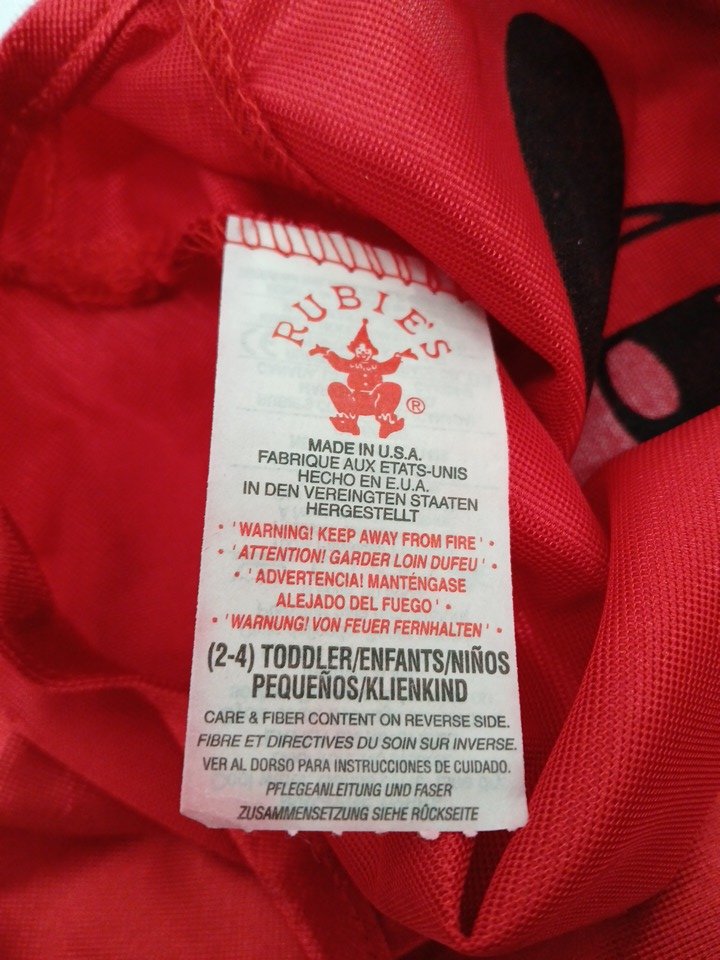 RUBIE'S
®
MADE IN U.S.A.
FABRIQUE AUX ETATS-UNIS
HECHO EN E.U.A.
IN DEN VEREINGTEN STAATEN
HERGESTELLT
• ' WARNING! KEEP AWAY FROM FIRE ' •
• ' ATTENTION! GARDER LOIN DUFEU ' •
• ' ADVERTENCIA! MANTÉNGASE
ALEJADO DEL FUEGO ' •
• ' WARNUNG! VON FEUER FERNHALTEN ' •
(2-4) TODDLER/ENFANTS/NIÑOS
PEQUEÑOS/KLIENKIND
CARE & FIBER CONTENT ON REVERSE SIDE.
FIBRE ET DIRECTIVES DU SOIN SUR INVERSE.
VER AL DORSO PARA INSTRUCCIONES DE CUIDADO.
PFLEGEANLEITUNG UND FASER
ZUSAMMENSETZUNG SIEHE RÜCKSEITE